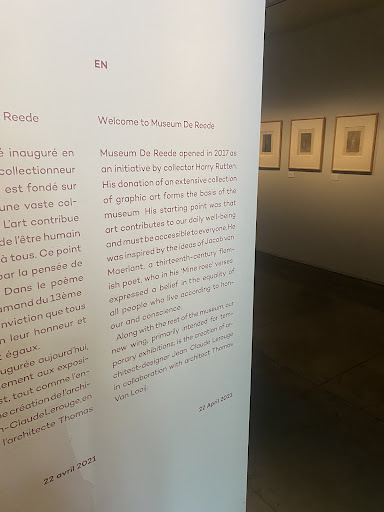 Reede
é inauguré en
collectionneur
est fondé sur
une vaste col-
L'art contribue
de l'être humain
à tous. Ce point
par la pensée de
Dans le poème
amand du 13ème
nviction que tous
n leur honneur et
t égaux.
augurée aujourd'hui,
ement aux exposi-
st, tout comme l'en-
ne création de l'archi-
n-Claude Lerouge, en
l'architecte Thomas
22 avril 2021
EN
Welcome to Museum De Reede
Museum De Reede opened in 2017 as
an initiative by collector Harry Rutten.
His donation of an extensive collection
of graphic art forms the basis of the
museum. His starting point was that
art contributes to our daily well-being
and must be accessible to everyone. He
was inspired by the ideas of Jacob van
Maerlant, a thirteenth-century flem-
ish poet, who in his 'Mine rose' verses
expressed a belief in the equality of
all people who live according to hon-
our and conscience.
Along with the rest of the museum, our
new wing, primarily intended for tem-
porary exhibitions, is the creation of ar-
chitect-designer Jean-Claude Lerouge
in collaboration with architect Thomas
Van Looij.
22 April 2021